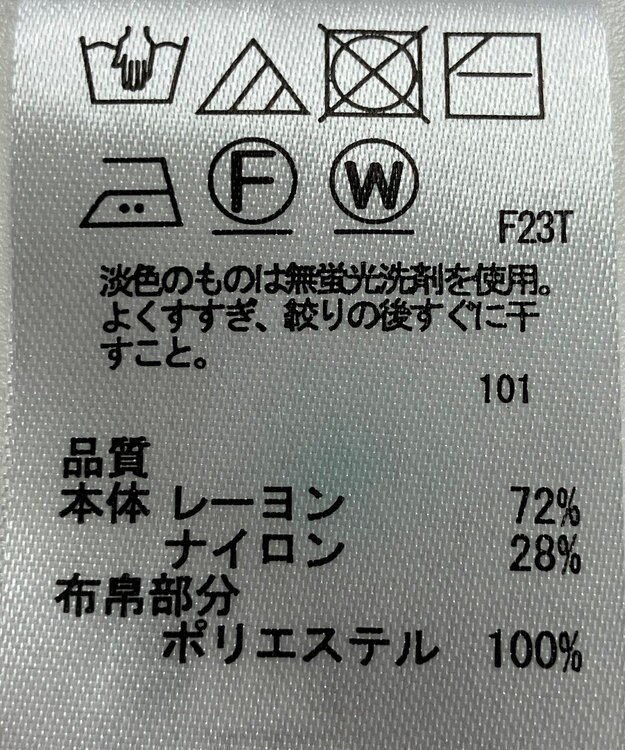 F W
F23T
淡色のものは無蛍光洗剤を使用。
よくすすぎ、絞りの後すぐに干
すこと。
101
品質
本体 レーヨン 72%
ナイロン 28%
布帛部分
ポリエステル 100%